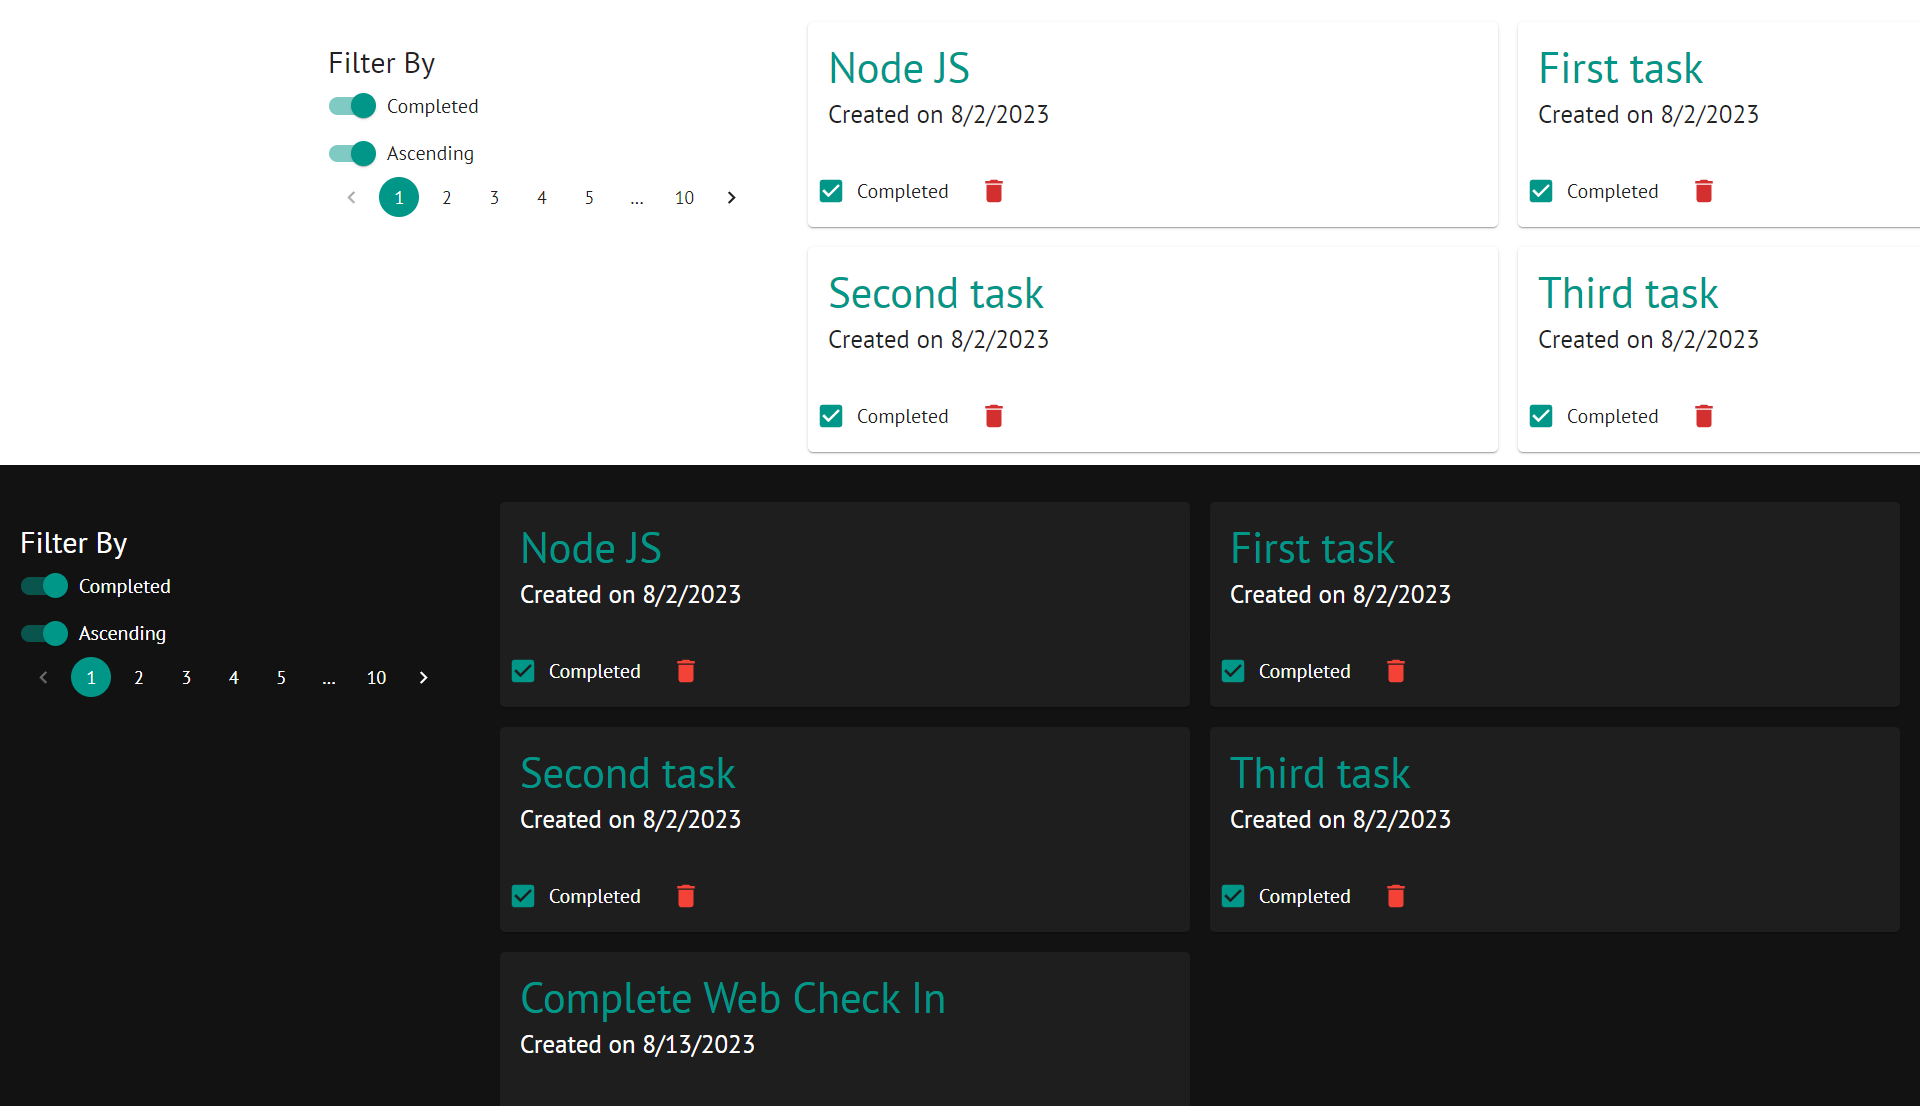 Filter By
Completed
Ascending
1 2 3 4 5 ... 10
Node JS
Created on 8/2/2023
Completed
First task
Created on 8/2/2023
Completed
Second task
Created on 8/2/2023
Completed
Third task
Created on 8/2/2023
Completed
Filter By
Completed
Ascending
1 2 3 4 5 ... 10
Node JS
Created on 8/2/2023
Completed
First task
Created on 8/2/2023
Completed
Second task
Created on 8/2/2023
Completed
Third task
Created on 8/2/2023
Completed
Complete Web Check In
Created on 8/13/2023